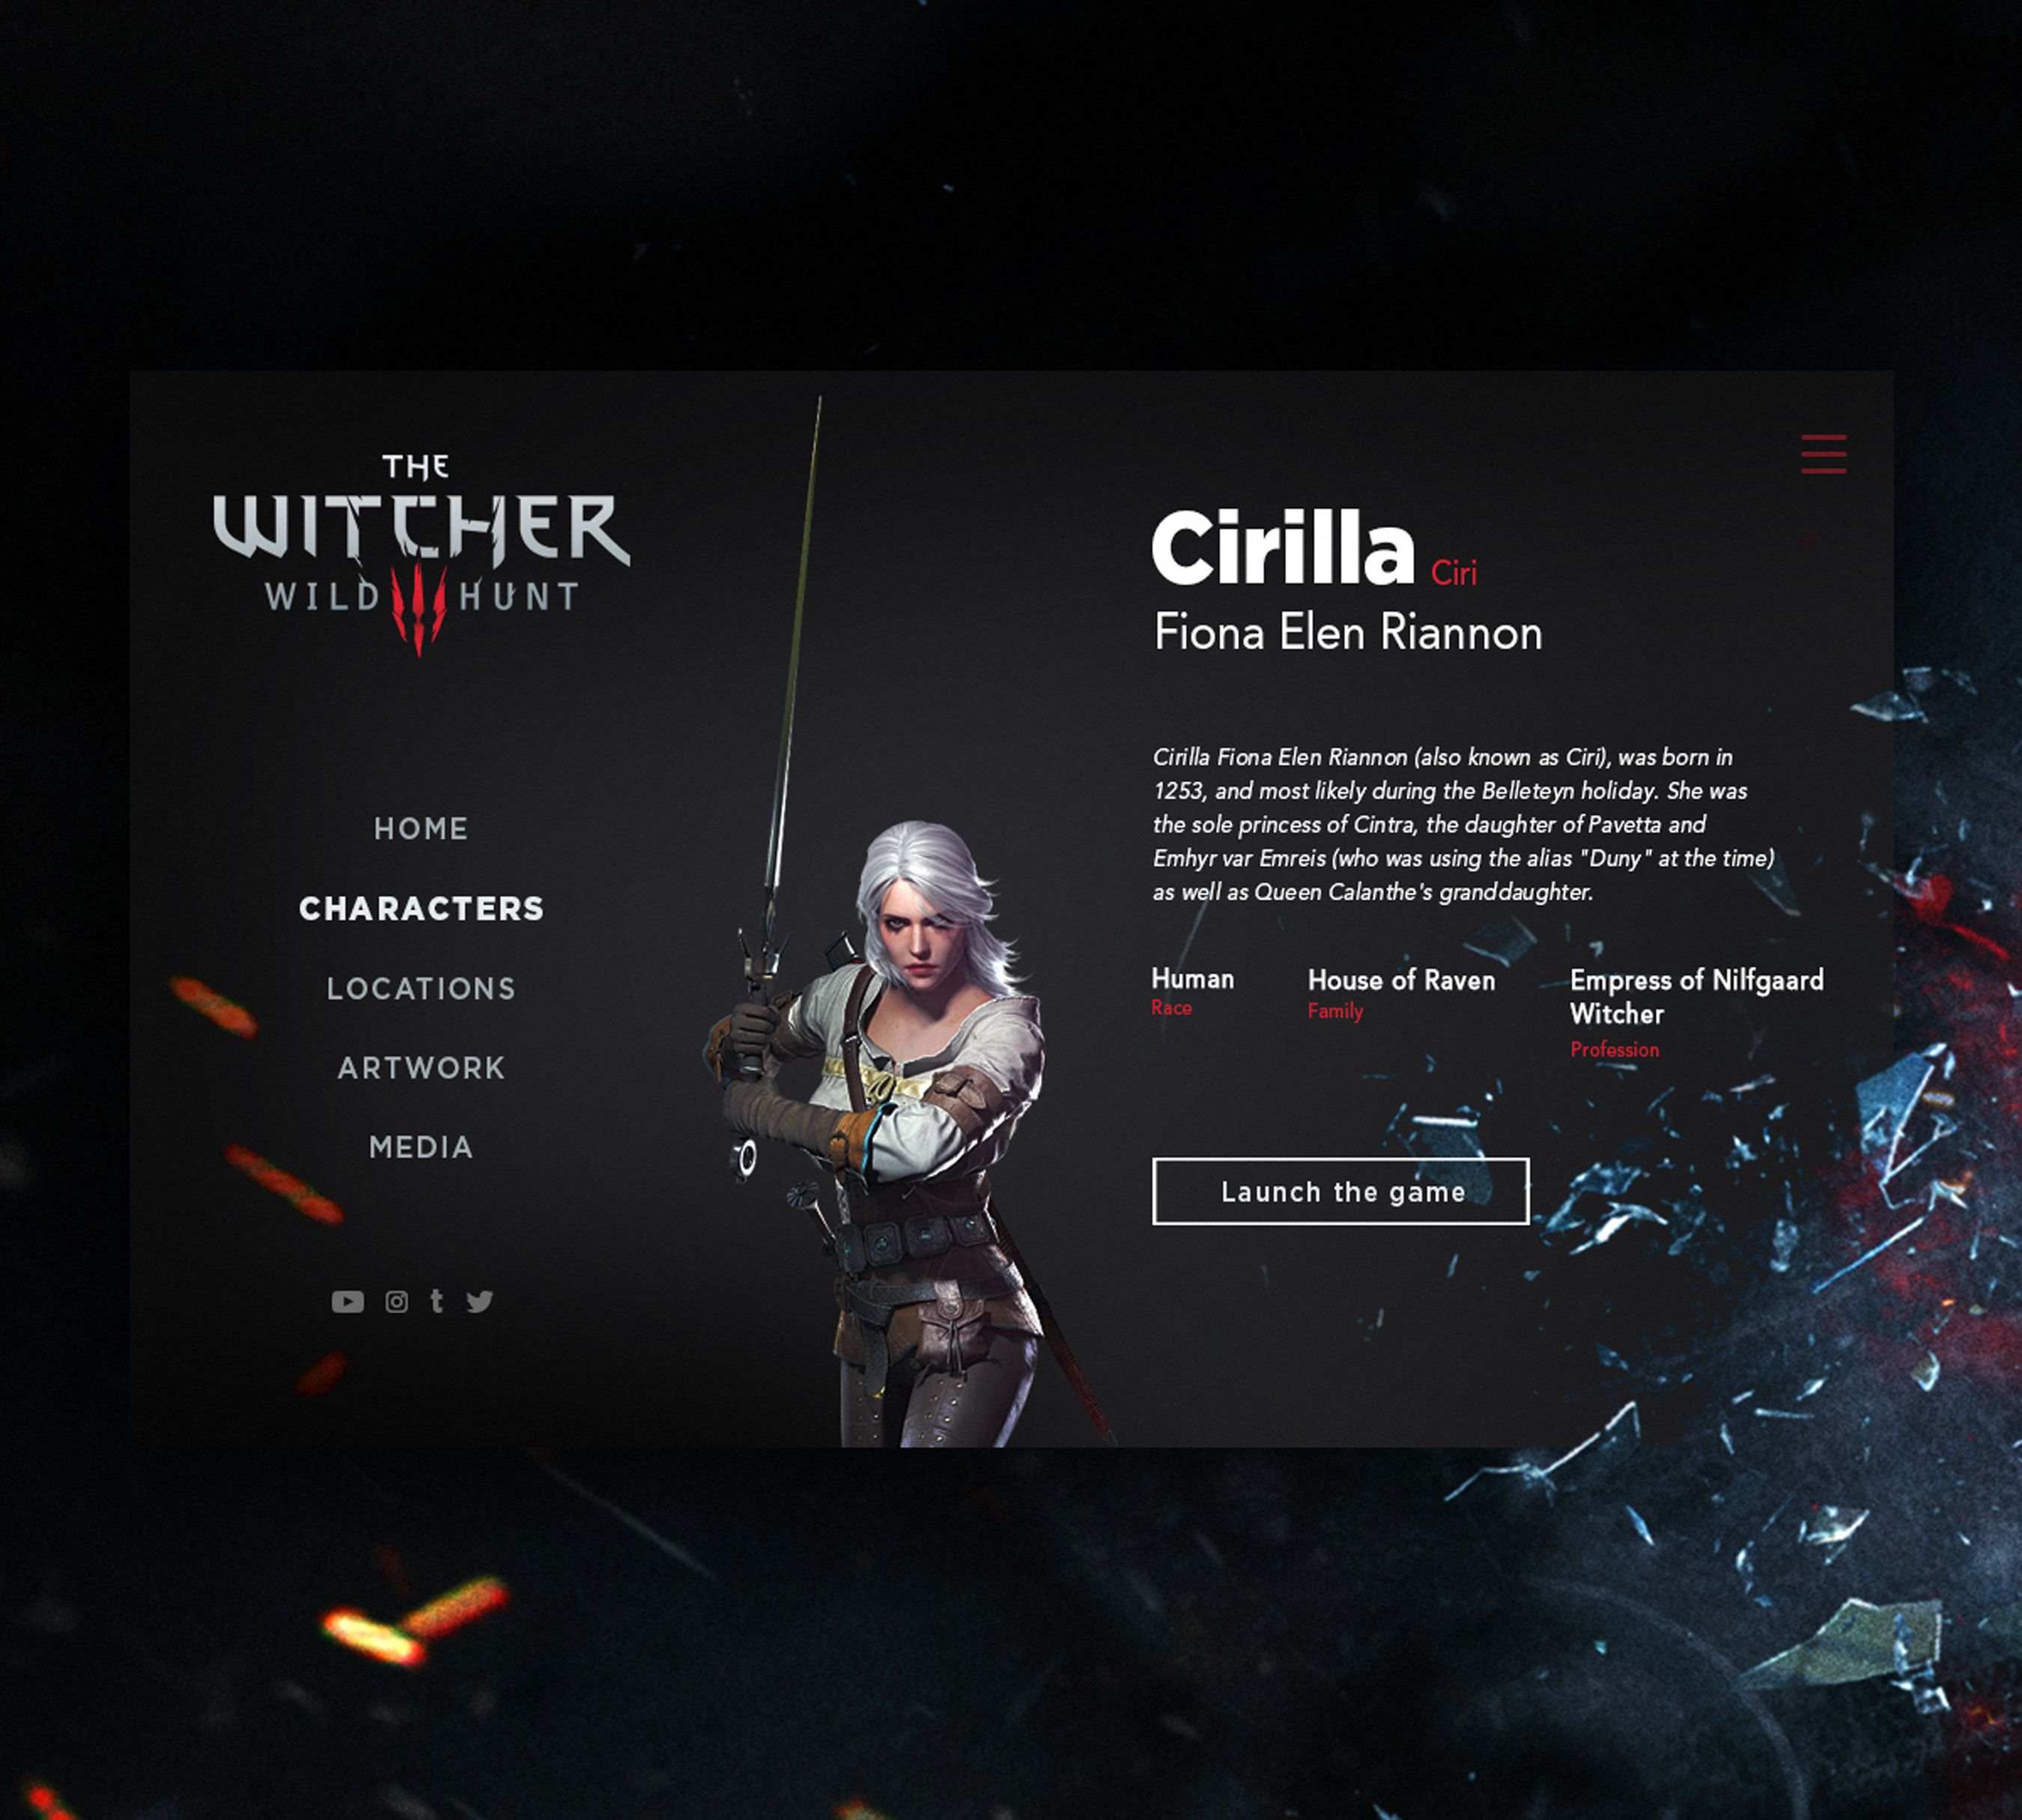 THE
WITCHER
WILD HUNT
HOME
CHARACTERS
LOCATIONS
ARTWORK
MEDIA
Cirilla Ciri
Fiona Elen Riannon
Cirilla Fiona Elen Riannon (also known as Ciri), was born in
1253, and most likely during the Belleteyn holiday. She was
the sole princess of Cintra, the daughter of Pavetta and
Emhyr var Emreis (who was using the alias "Duny" at the time)
as well as Queen Calanthe's granddaughter.
Human
Race
House of Raven
Family
Empress of Nilfgaard
Witcher
Profession
Launch the game